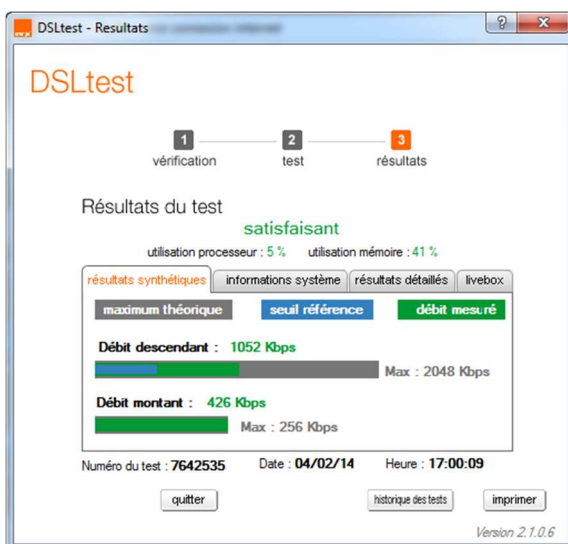 DSLtest - Resultats
DSLtest
1 2 3
vérification test résultats
Résultats du test
satisfaisant
utilisation processeur : 5 % utilisation mémoire : 41 %
résultats synthétiques informations système résultats détaillés livebox
maximum théorique seuil référence débit mesuré
Débit descendant : 1052 Kbps
Max : 2048 Kbps
Débit montant : 426 Kbps
Max : 256 Kbps
Numéro du test : 7642535 Date : 04/02/14 Heure : 17:00:09
quitter historique des tests imprimer
Version 2.1.0.6